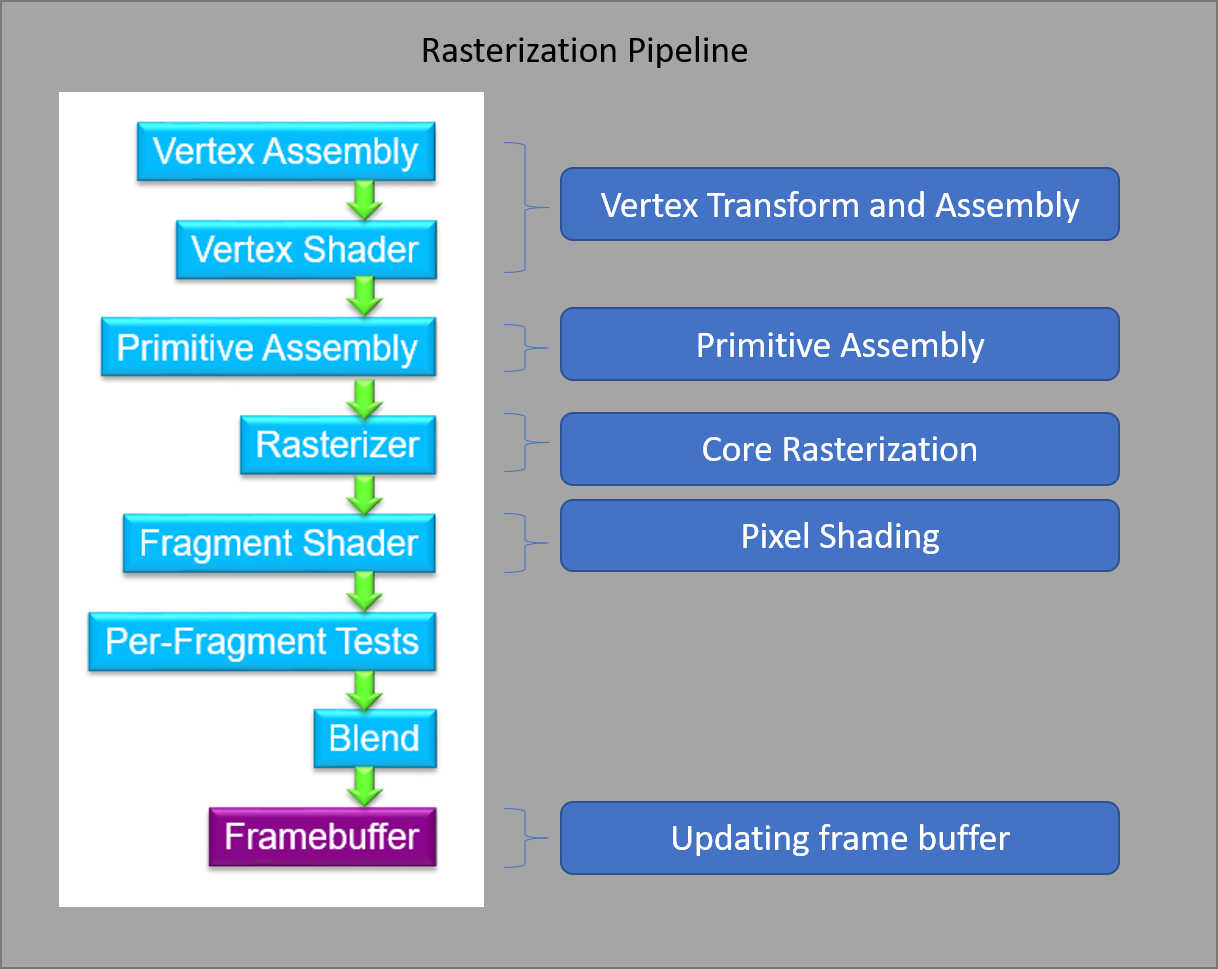 Rasterization Pipeline
Vertex Assembly
Vertex Shader
Vertex Transform and Assembly
Primitive Assembly
Primitive Assembly
Rasterizer
Core Rasterization
Fragment Shader
Pixel Shading
Per-Fragment Tests
Blend
Framebuffer
Updating frame buffer